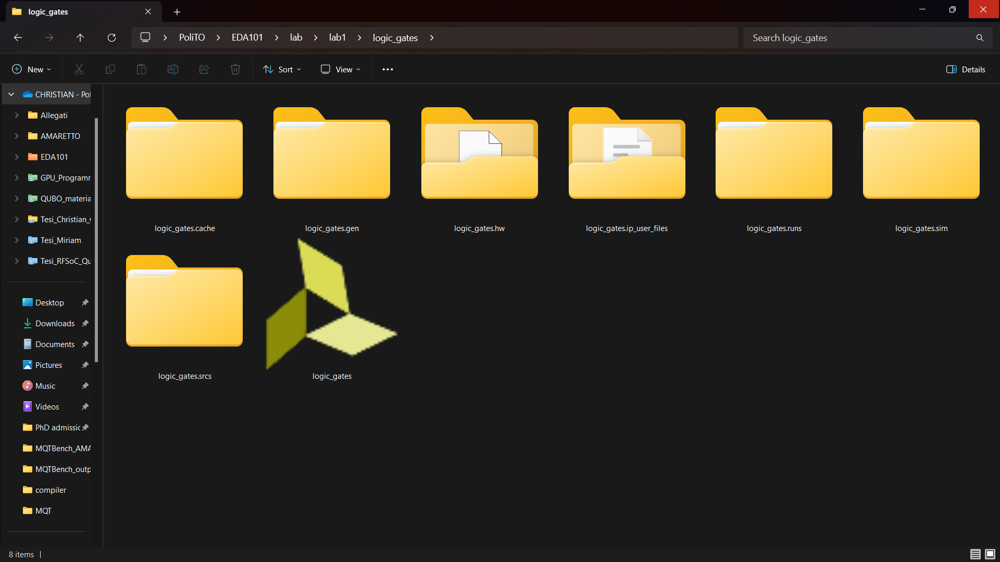 logic_gates
PoliTO
EDA101
lab
lab1
logic_gates
Search logic_gates
New
Sort
View
Details
CHRISTIAN - Pol
Allegati
AMARETTO
EDA101
GPU_Programr
QUBO_materia
Tesi_Christian_
Tesi_Miriam
Tesi_RFSoC_Qu
Desktop
Downloads
Documents
Pictures
Music
Videos
PhD admissic
MQTBench_AMA
MQTBench_outp
compiler
MQT
logic_gates.cache
logic_gates.gen
logic_gates.hw
logic_gates.ip_user_files
logic_gates.runs
logic_gates.sim
logic_gates.srcs
logic_gates
8 items